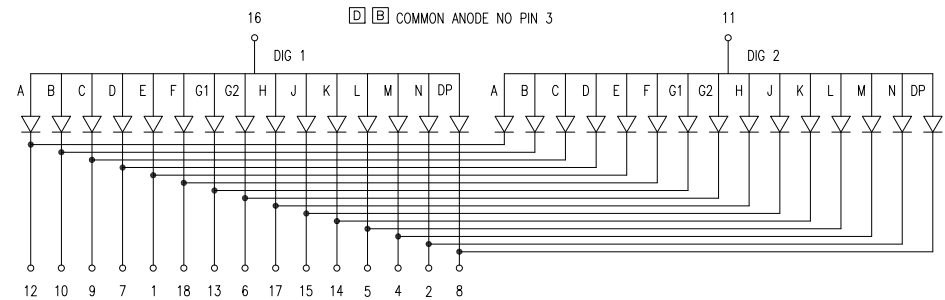 16 D B COMMON ANODE NO PIN 3 11
DIG 1 DIG 2
A B C D E F G1 G2 H J K L M N DP A B C D E F G1 G2 H J K L M N DP
12 10 9 7 1 18 13 6 17 15 14 5 4 2 8